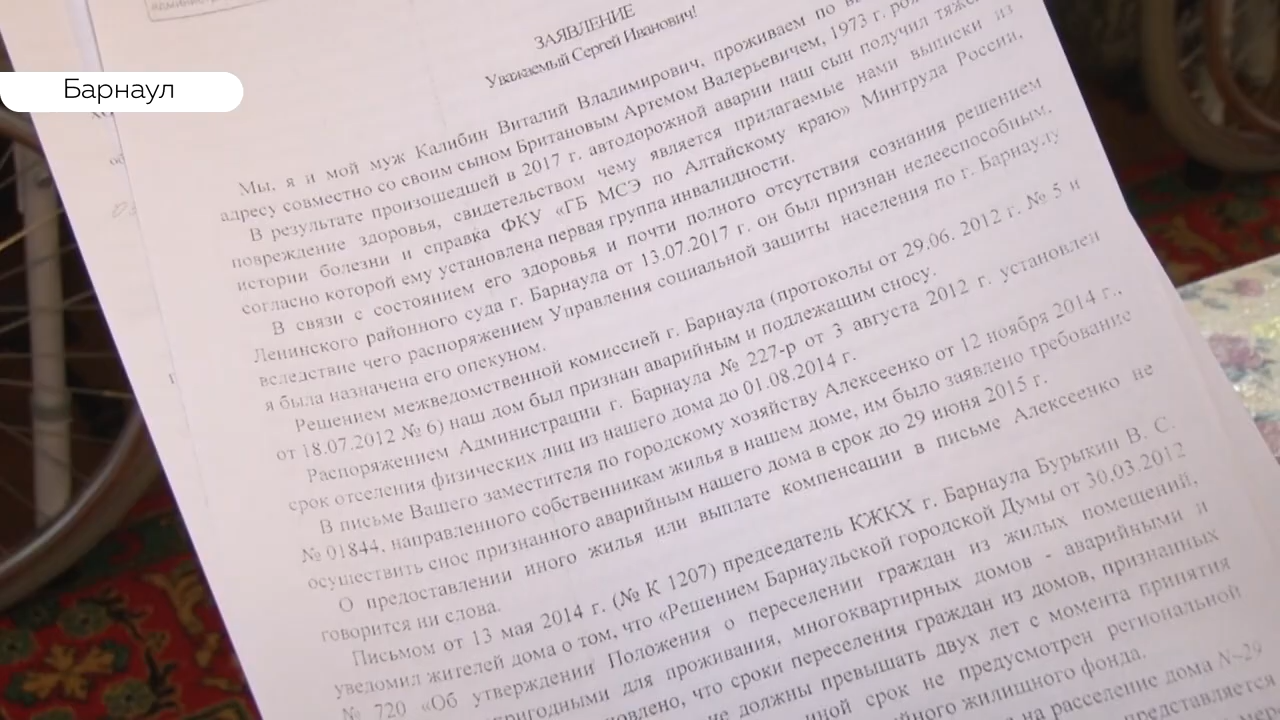 Барнаул
ЗАЯВЛЕНИЕ
Уважаемый Сергей Иванович!
Мы, я и мой муж Калибин Виталий Владимирович, проживаем по
адресу совместно со своим сыном Британовым Артемом Валерьевичем, 1973 г.
В результате произошедшей в 2017 г. автодорожной аварии наш сын получил
повреждение здоровья, свидетельством чему является прилагаемые нами выписки из
истории болезни и справка ФКУ «ГБ МСЭ по Алтайскому краю» Минтруда России,
согласно которой ему установлена первая группа инвалидности.
В связи с состоянием его здоровья и почти полного отсутствия сознания решением
Ленинского районного суда г. Барнаула от 13.07.2017 г. он был признан недееспособным,
вследствие чего распоряжением Управления социальной защиты населения по г. Барнаулу
я была назначена его опекуном.
Решением межведомственной комиссией г. Барнаула (протоколы от 29.06. 2012 г. № 5 и
от 18.07.2012 № 6) наш дом был признан аварийным и подлежащим сносу.
Распоряжением Администрации г. Барнаула № 227-р от 3 августа 2012 г. установлен
срок отселения физических лиц из нашего дома до 01.08.2014 г.
В письме Вашего заместителя по городскому хозяйству Алексеенко от 12 ноября 2014 г.,
№ 01844, направленного собственникам жилья в нашем доме, им было заявлено требование
осуществить снос признанного аварийным нашего дома в срок до 29 июня 2015 г.
О предоставлении иного жилья или выплате компенсации в письме Алексеенко не
говорится ни слова.
Письмом от 13 мая 2014 г. (№ К 1207) председатель КЖКХ г. Барнаула Бурыкин В. С.
уведомил жителей дома о том, что «Решением Барнаульской городской Думы от 30.03.2012
№ 720 «Об утверждении Положения о переселении граждан из жилых помещений,
пригодными для проживания, многоквартирных домов - аварийными и
что сроки переселения граждан из домов, признанных
не должны превышать двух лет с момента принятия
срок не предусмотрен региональной
жилищного фонда.
на расселение дома №29